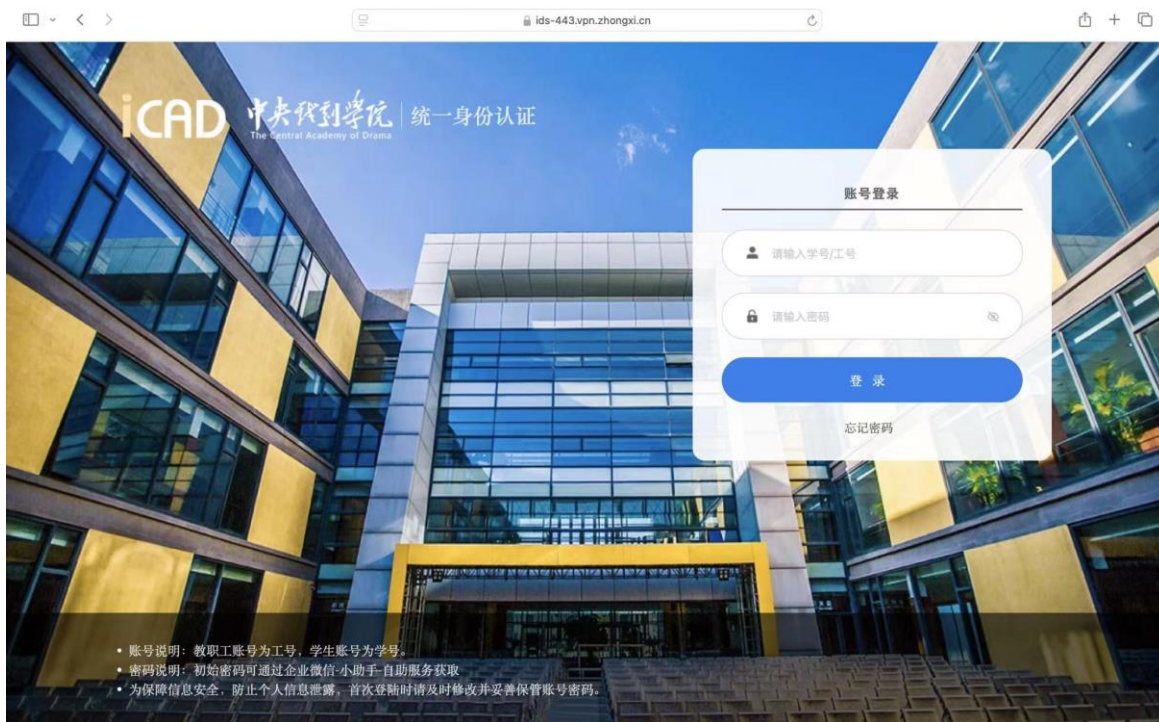 ids-443.vpn.zhongxi.cn
iCAD 中央戏剧学院 统一身份认证
The Central Academy of Drama
账号登录
请输入学号/工号
请输入密码
登 录
忘记密码
• 账号说明：教职工账号为工号，学生账号为学号。
• 密码说明：初始密码可通过企业微信-小助手-自助服务获取
• 为保障信息安全，防止个人信息泄露，首次登陆时请及时修改并妥善保管账号密码。